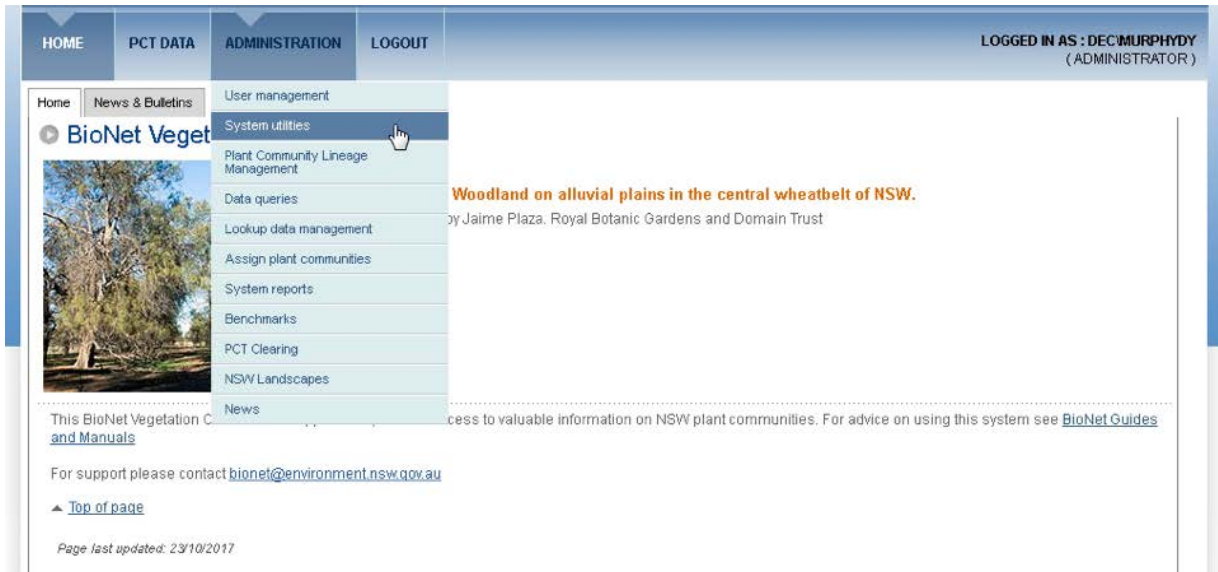 HOME
PCT DATA
ADMINISTRATION
LOGOUT
LOGGED IN AS : DEC\MURPHYDY
( ADMINISTRATOR )
Home
News & Bulletins
BioNet Veget
User management
System utilities
Plant Community Lineage
Management
Data queries
Lookup data management
Assign plant communities
System reports
Benchmarks
PCT Clearing
NSW Landscapes
News
Woodland on alluvial plains in the central wheatbelt of NSW.
by Jaime Plaza. Royal Botanic Gardens and Domain Trust
This BioNet Vegetation C cess to valuable information on NSW plant communities. For advice on using this system see BioNet Guides
and Manuals
For support please contact bionet@environment.nsw.gov.au
Top of page
Page last updated: 23/10/2017